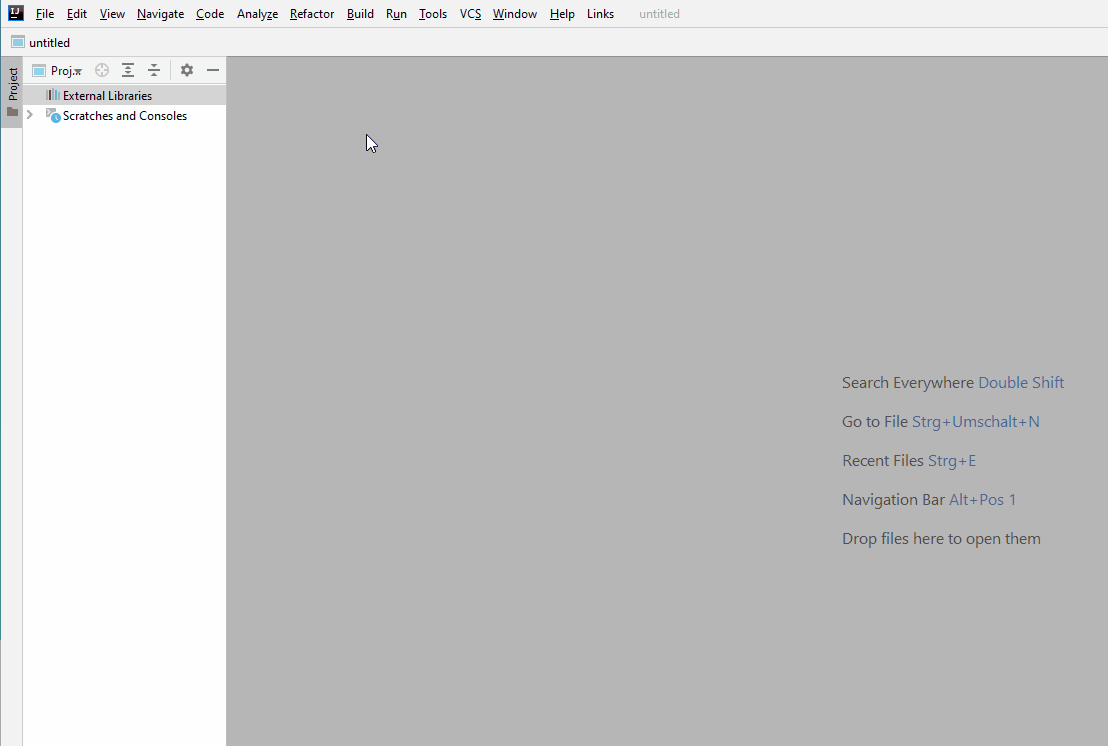 IJ File Edit View Navigate Code Analyze Refactor Build Run Tools VCS Window Help Links untitled
untitled
Project
Proj.
External Libraries
Scratches and Consoles
Search Everywhere Double Shift
Go to File Strg+Umschalt+N
Recent Files Strg+E
Navigation Bar Alt+Pos 1
Drop files here to open them